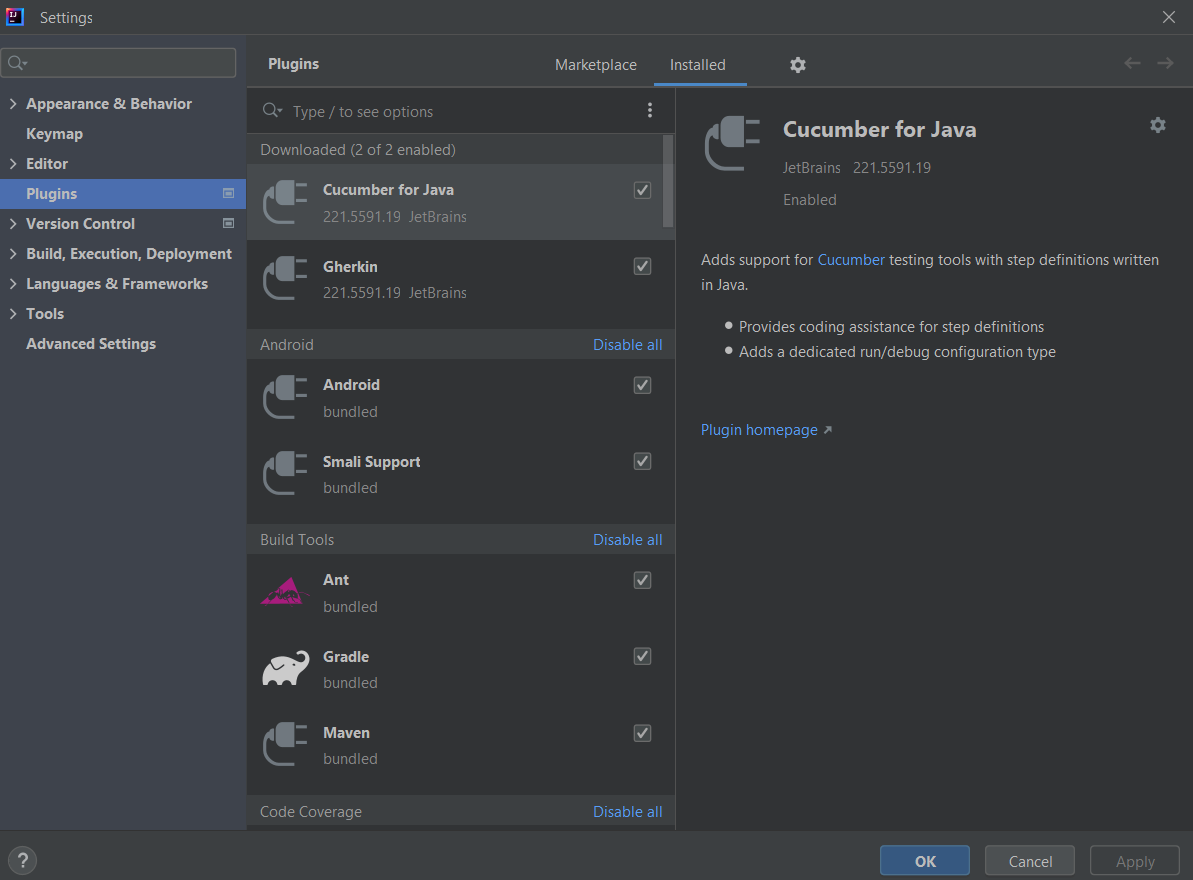 Settings
Appearance & Behavior
Keymap
Editor
Plugins
Version Control
Build, Execution, Deployment
Languages & Frameworks
Tools
Advanced Settings
Plugins
Marketplace
Installed
Type / to see options
Downloaded (2 of 2 enabled)
Cucumber for Java
221.5591.19 JetBrains
Gherkin
221.5591.19 JetBrains
Android Disable all
Android
bundled
Smali Support
bundled
Build Tools Disable all
Ant
bundled
Gradle
bundled
Maven
bundled
Code Coverage Disable all
Cucumber for Java
JetBrains 221.5591.19
Enabled
Adds support for Cucumber testing tools with step definitions written
in Java.
Provides coding assistance for step definitions
Adds a dedicated run/debug configuration type
Plugin homepage
?
OK
Cancel
Apply